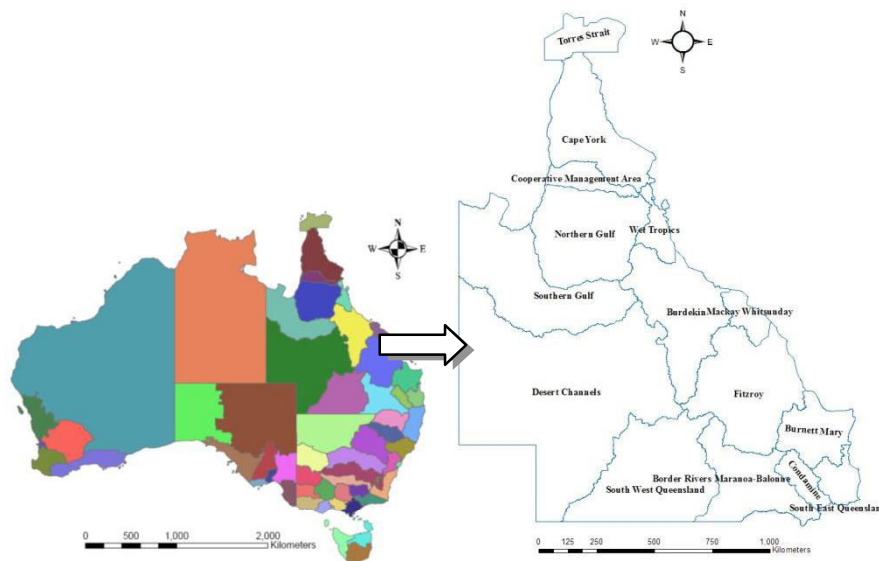 N
W E
S
0 500 1,000 2,000
Kilometers
N
W E
S
Torres Strait
Cape York
Cooperative Management Area
Northern Gulf
Wet Tropics
Southern Gulf
Burdekin
Mackay Whitsunday
Desert Channels
Fitzroy
Burnett Mary
Condamine
Border Rivers Maranoa-Balonne
South West Queensland
South East Queensland
0 125 250 500 750 1,000
Kilometers